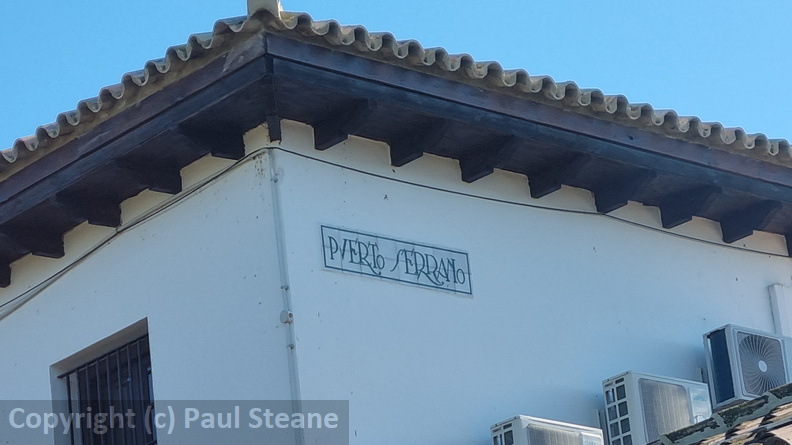 PVERTO SERRANO
Copyright (c) Paul Steane